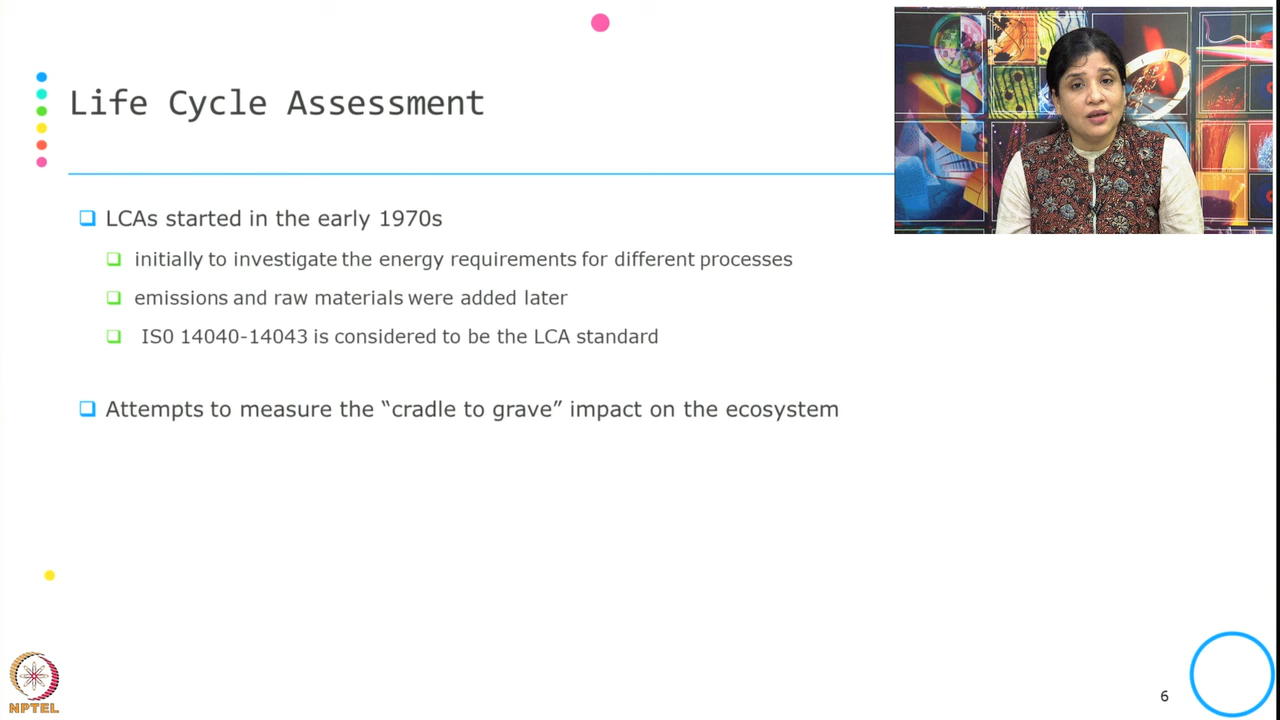 Life Cycle Assessment
LCAs started in the early 1970s
initially to investigate the energy requirements for different processes
emissions and raw materials were added later
IS0 14040-14043 is considered to be the LCA standard
Attempts to measure the “cradle to grave” impact on the ecosystem
NPTEL
6